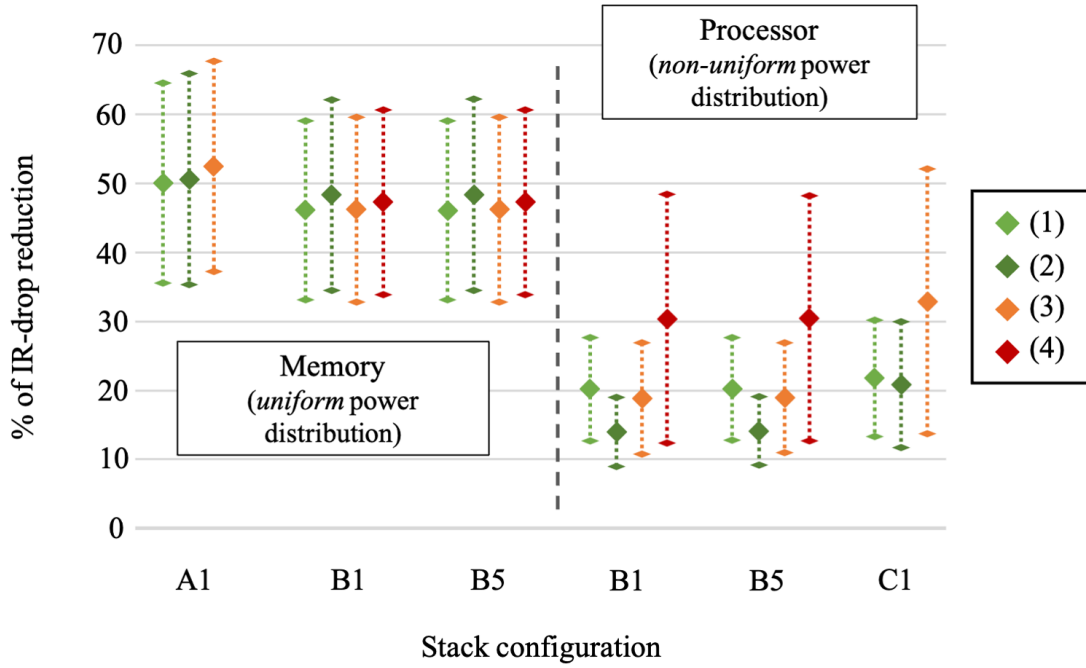 % of IR-drop reduction
70
60
50
40
30
20
10
0
Processor
(non-uniform power
distribution)
Memory
(uniform power
distribution)
(1)
(2)
(3)
(4)
A1
B1
B5
B1
B5
C1
Stack configuration